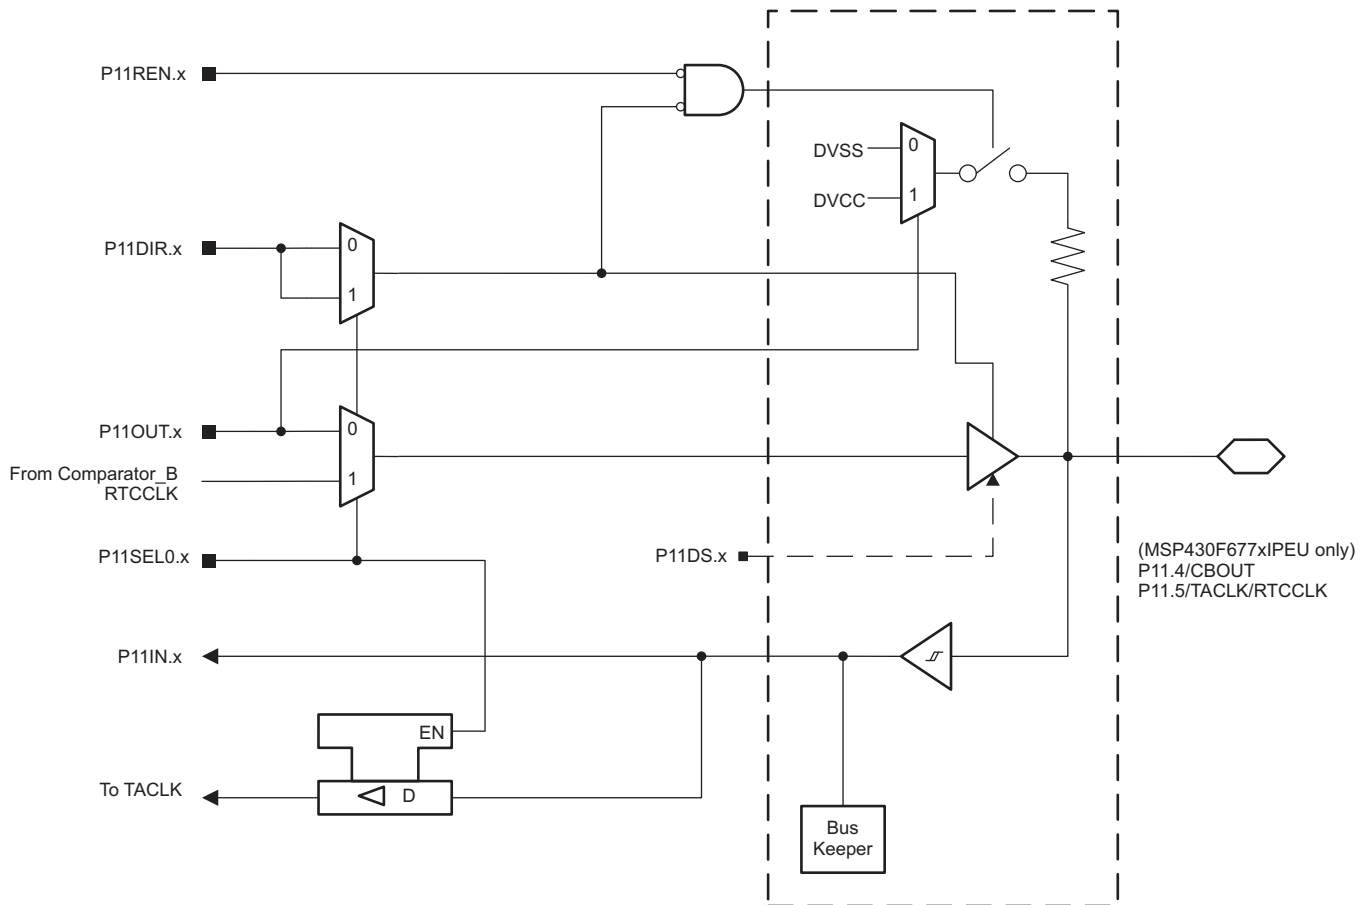 P11REN.x
DVSS
0
DVCC
1
P11DIR.x
0
1
P11OUT.x
0
From Comparator_B
RTCCLK
1
P11SEL0.x
P11DS.x
(MSP430F677xIPEU only)
P11.4/CBOUT
P11.5/TACLK/RTCCLK
P11IN.x
EN
To TACLK
D
Bus
Keeper